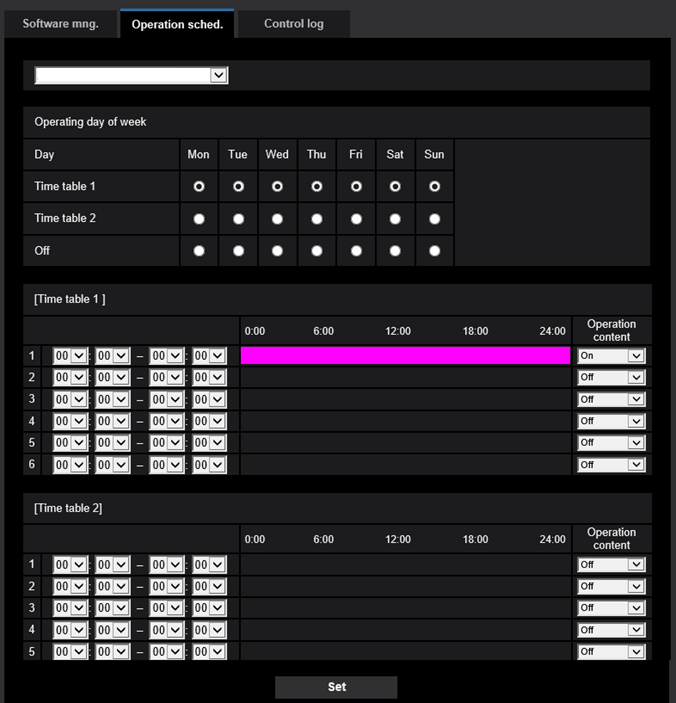 Software mng. Operation sched. Control log
Operating day of week
Day Mon Tue Wed Thu Fri Sat Sun
Time table 1
Time table 2
Off
[Time table 1 ]
0:00 6:00 12:00 18:00 24:00 Operation content
1 00 : 00 – 00 : 00 On
2 00 : 00 – 00 : 00 Off
3 00 : 00 – 00 : 00 Off
4 00 : 00 – 00 : 00 Off
5 00 : 00 – 00 : 00 Off
6 00 : 00 – 00 : 00 Off
[Time table 2]
0:00 6:00 12:00 18:00 24:00 Operation content
1 00 : 00 – 00 : 00 Off
2 00 : 00 – 00 : 00 Off
3 00 : 00 – 00 : 00 Off
4 00 : 00 – 00 : 00 Off
5 00 : 00 – 00 : 00 Off
Set